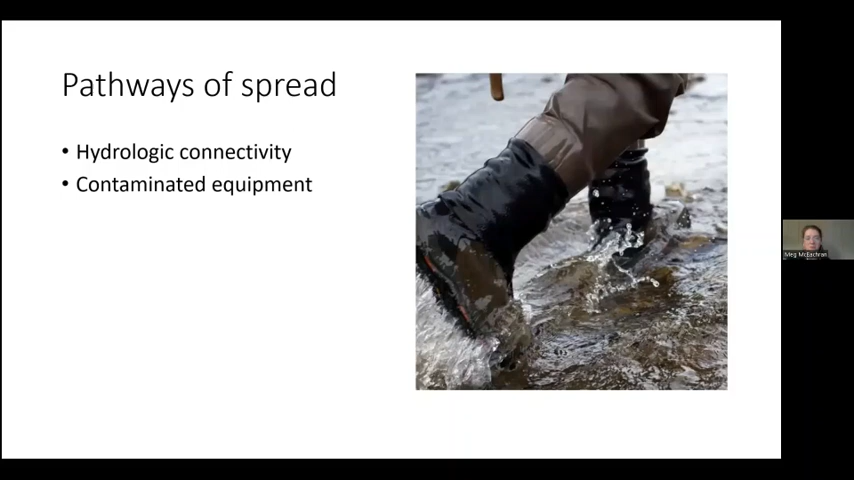 Pathways of spread
• Hydrologic connectivity
• Contaminated equipment
Meg McEachran